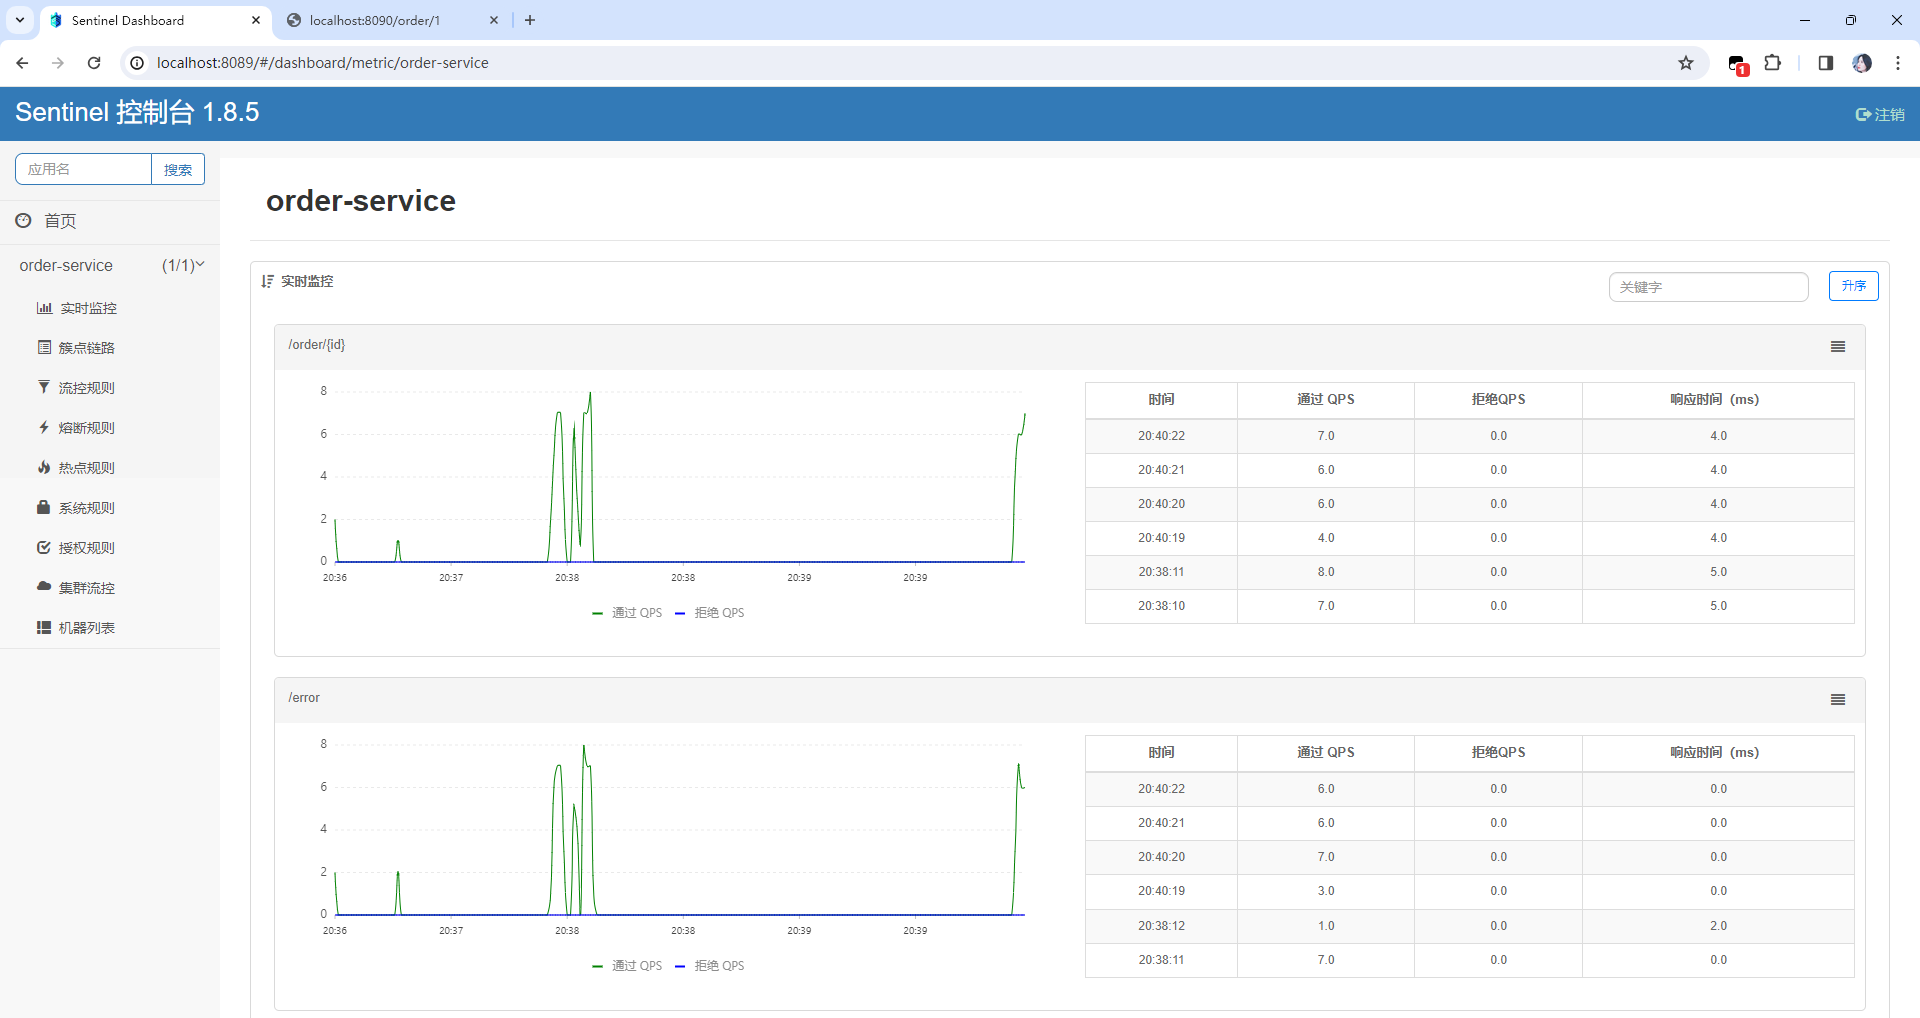 Sentinel Dashboard
localhost:8090/order/1
localhost:8089/#/dashboard/metric/order-service
1
Sentinel 控制台 1.8.5
注销
应用名
搜索
首页
order-service (1/1)
实时监控
簇点链路
流控规则
熔断规则
热点规则
系统规则
授权规则
集群流控
机器列表
order-service
实时监控
关键字
升序
/order/{id}
8
6
4
2
0
20:36 20:37 20:38 20:38 20:39 20:39
通过 QPS 拒绝 QPS
时间 通过 QPS 拒绝QPS 响应时间（ms）
20:40:22 7.0 0.0 4.0
20:40:21 6.0 0.0 4.0
20:40:20 6.0 0.0 4.0
20:40:19 4.0 0.0 4.0
20:38:11 8.0 0.0 5.0
20:38:10 7.0 0.0 5.0
/error
8
6
4
2
0
20:36 20:37 20:38 20:38 20:39 20:39
通过 QPS 拒绝 QPS
时间 通过 QPS 拒绝QPS 响应时间（ms）
20:40:22 6.0 0.0 0.0
20:40:21 6.0 0.0 0.0
20:40:20 7.0 0.0 0.0
20:40:19 3.0 0.0 0.0
20:38:12 1.0 0.0 2.0
20:38:11 7.0 0.0 0.0